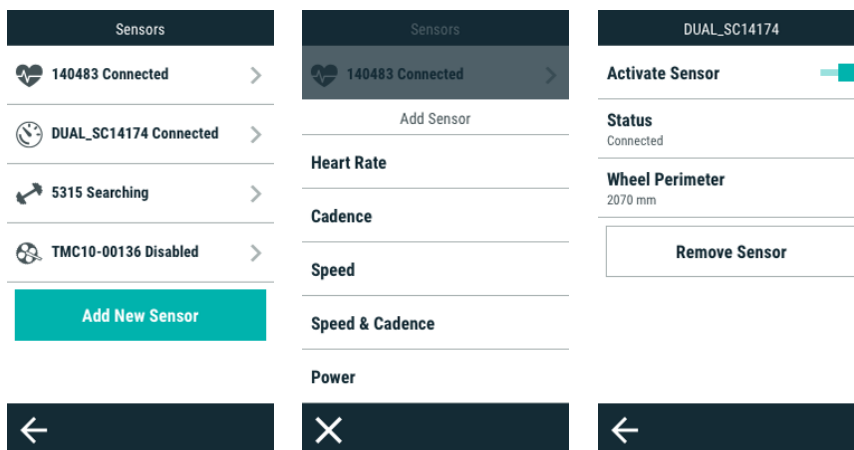 Sensors
140483 Connected
DUAL_SC14174 Connected
5315 Searching
TMC10-00136 Disabled
Add New Sensor
Sensors
140483 Connected
Add Sensor
Heart Rate
Cadence
Speed
Speed & Cadence
Power
DUAL_SC14174
Activate Sensor
Status
Connected
Wheel Perimeter
2070 mm
Remove Sensor